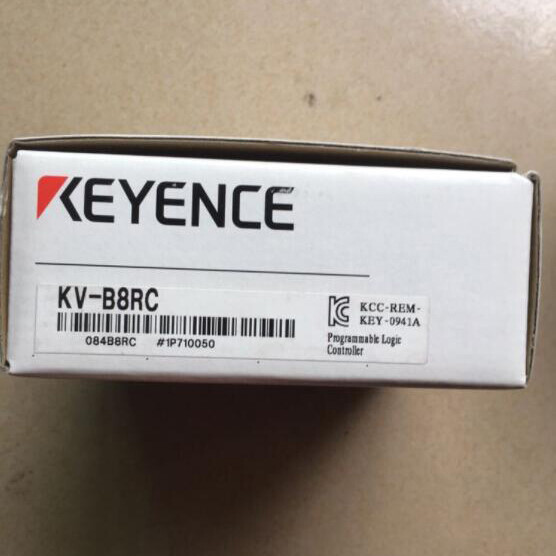 KEYENCE
KV-B8RC
084B8RC #1P710050
KCC-REM-
KEY-0941A
Programmable Logic
Controller